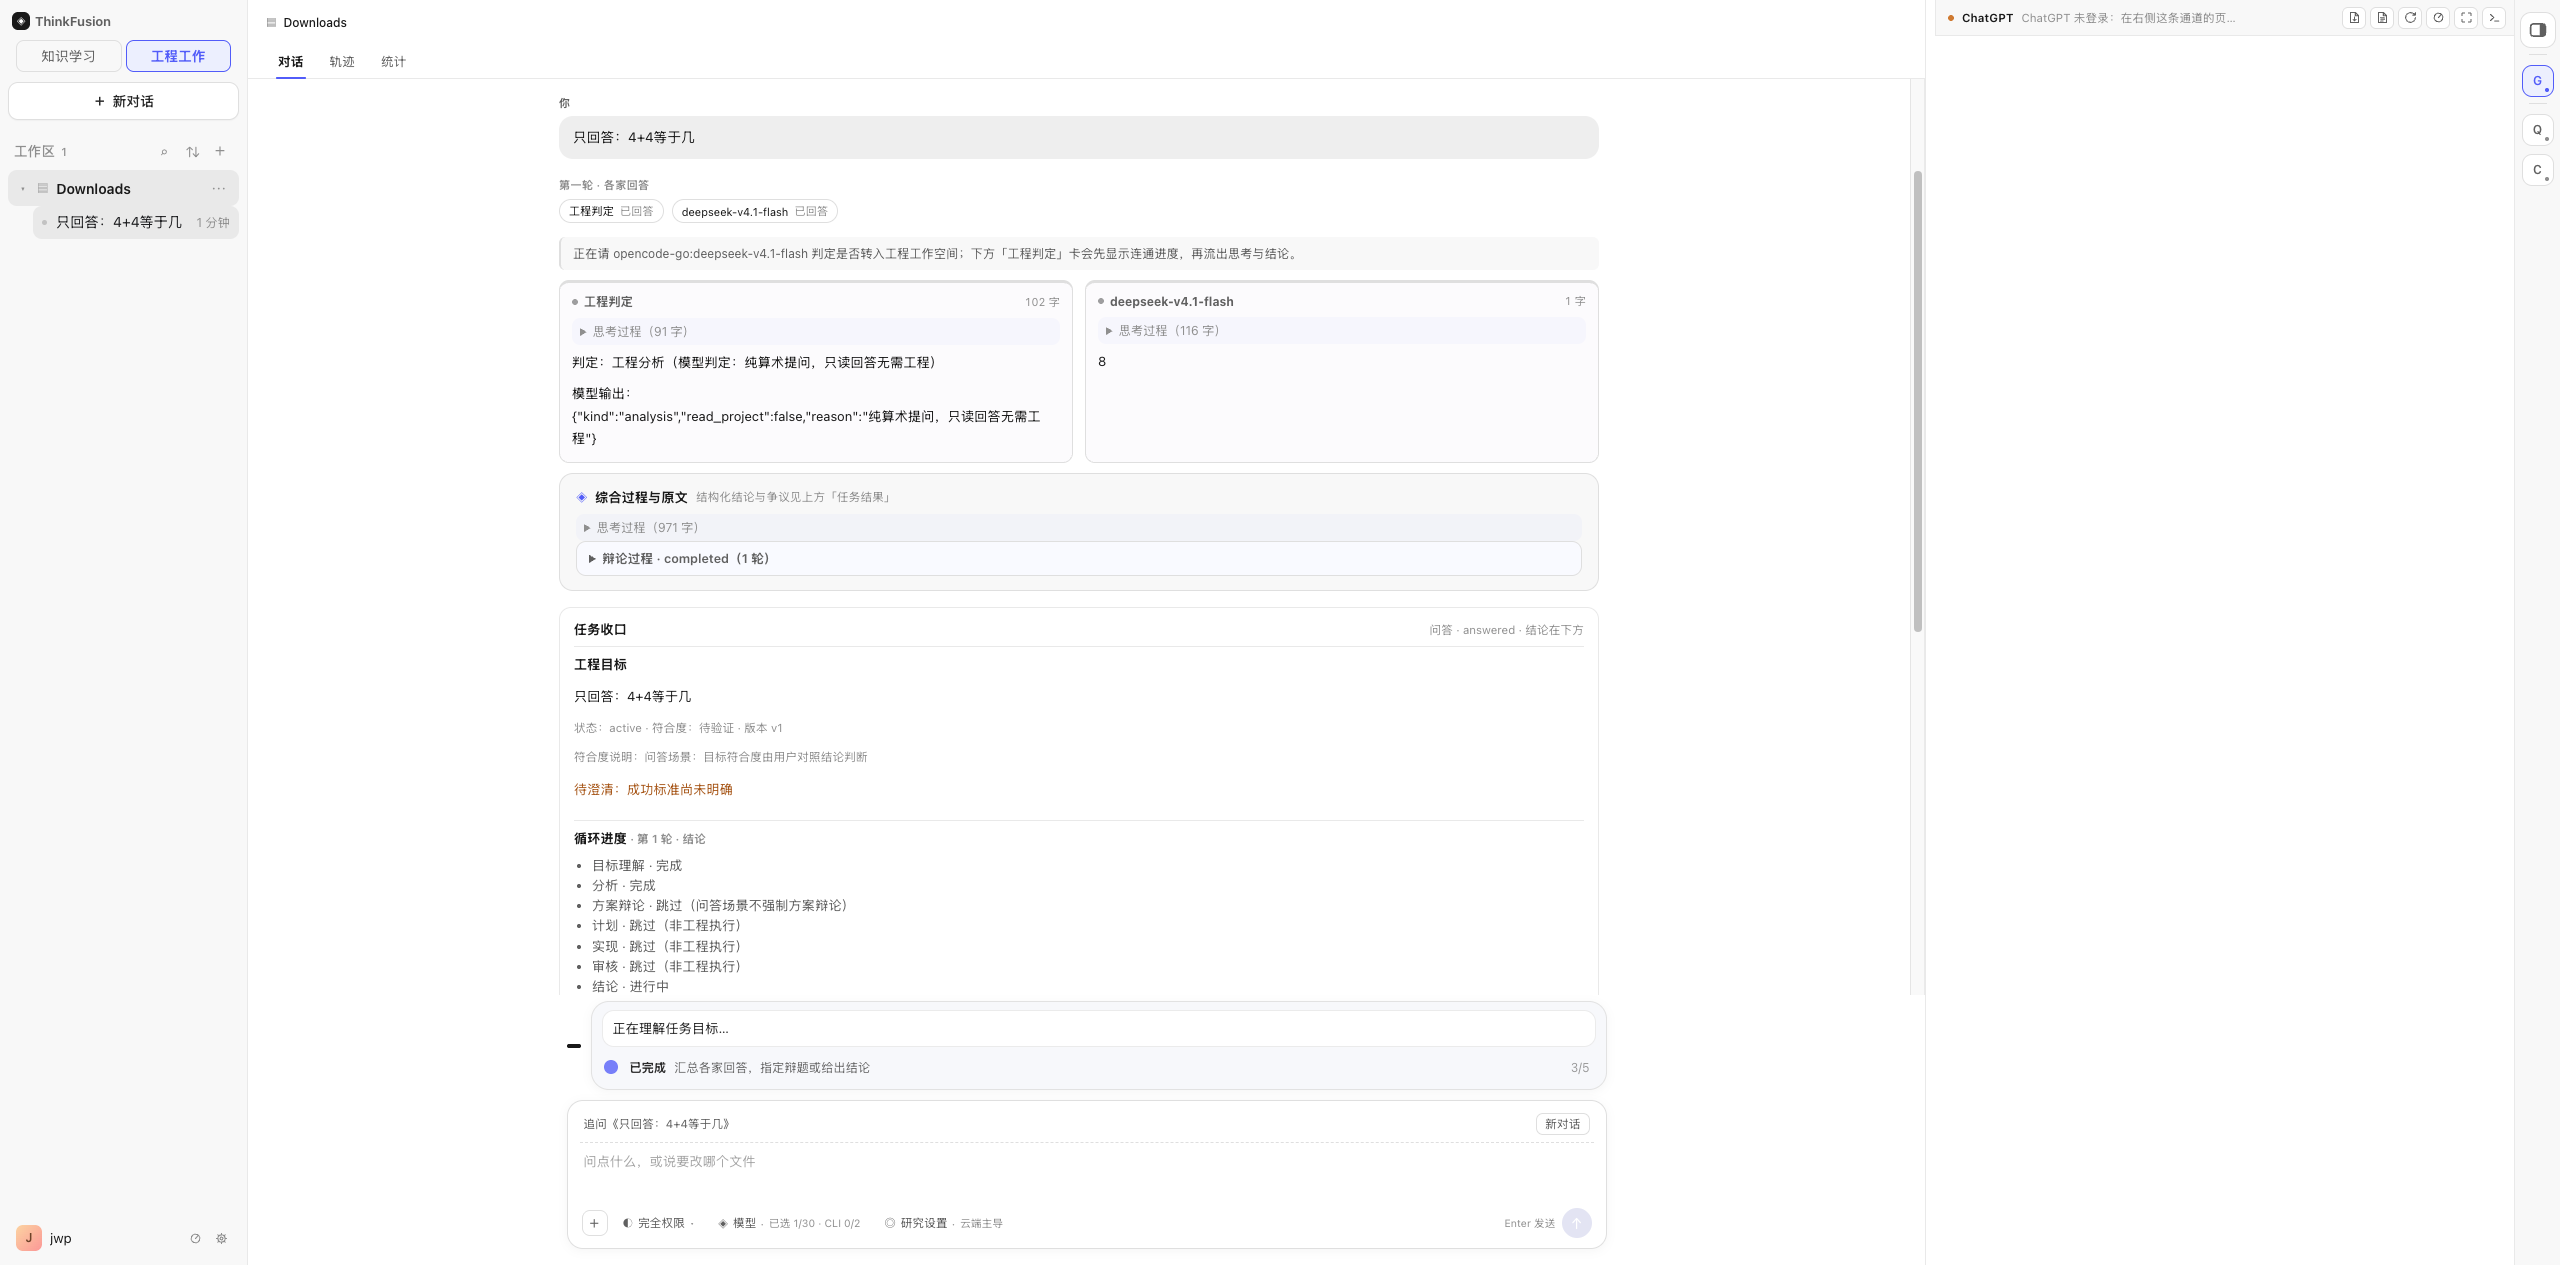 ThinkFusion
知识学习
工程工作
+ 新对话
工作区 1
Downloads
只回答：4+4等于几 1 分钟
jwp
J
Downloads
对话 轨迹 统计
你
只回答：4+4等于几
第一轮 · 各家回答
工程判定 已回答
deepseek-v4.1-flash 已回答
正在请 opencode-go:deepseek-v4.1-flash 判定是否转入工程工作空间；下方「工程判定」卡会先显示连通进度，再流出思考与结论。
工程判定 102 字
思考过程（91 字）
判定：工程分析（模型判定：纯算术提问，只读回答无需工程）
模型输出：
{"kind":"analysis","read_project":false,"reason":"纯算术提问，只读回答无需工
程"}
deepseek-v4.1-flash 1 字
思考过程（116 字）
8
综合过程与原文 结构化结论与争议见上方「任务结果」
思考过程（971 字）
辩论过程 · completed（1 轮）
任务收口 问答 · answered · 结论在下方
工程目标
只回答：4+4等于几
状态：active · 符合度：待验证 · 版本 v1
符合度说明：问答场景：目标符合度由用户对照结论判断
待澄清：成功标准尚未明确
循环进度 · 第 1 轮 · 结论
• 目标理解 · 完成
• 分析 · 完成
• 方案辩论 · 跳过（问答场景不强制方案辩论）
• 计划 · 跳过（非工程执行）
• 实现 · 跳过（非工程执行）
• 审核 · 跳过（非工程执行）
• 结论 · 进行中
正在理解任务目标…
已完成 汇总各家回答，指定辩题或给出结论 3/5
追问《只回答：4+4等于几》 新对话
问点什么，或说要改哪个文件
+ 完全权限 · 模型 · 已选 1/30 · CLI 0/2 研究设置 · 云端主导 Enter 发送
ChatGPT ChatGPT 未登录：在右侧这条通道的页…
G
Q
C